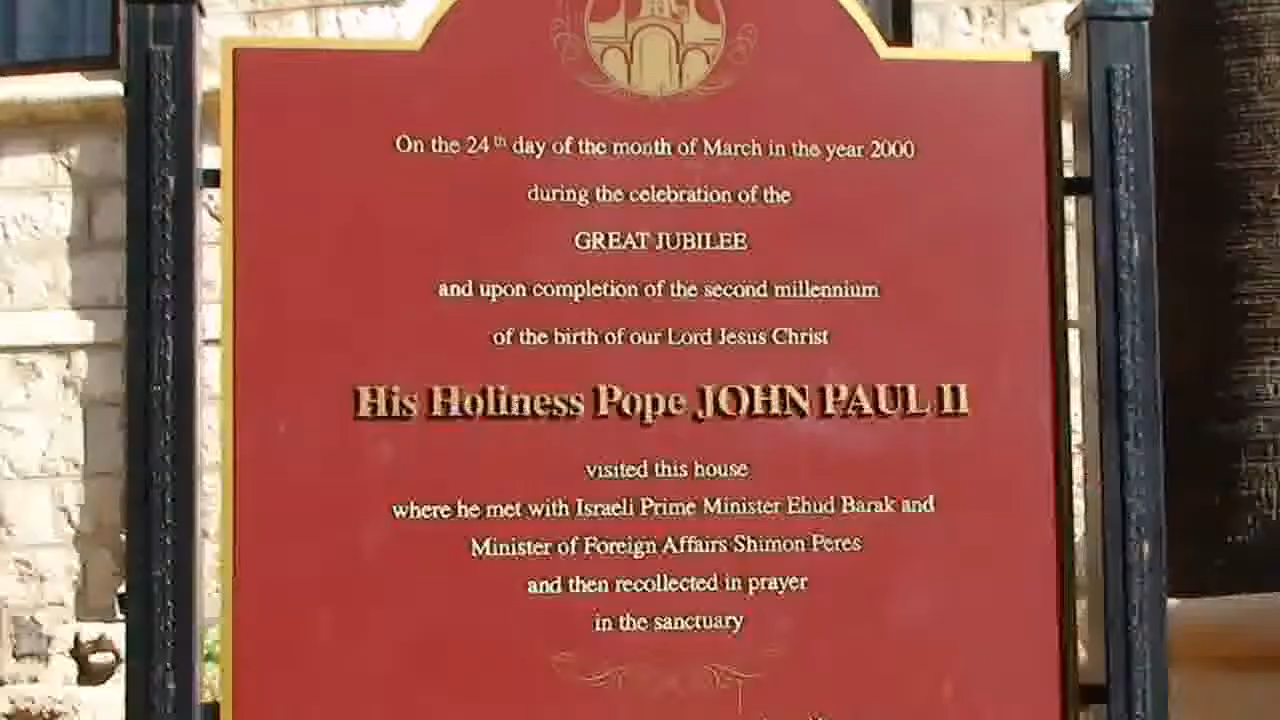 On the 24th day of the month of March in the year 2000
during the celebration of the
GREAT JUBILEE
and upon completion of the second millennium
of the birth of our Lord Jesus Christ
His Holiness Pope JOHN PAUL II
visited this house
where he met with Israeli Prime Minister Ehud Barak and
Minister of Foreign Affairs Shimon Peres
and then recollected in prayer
in the sanctuary